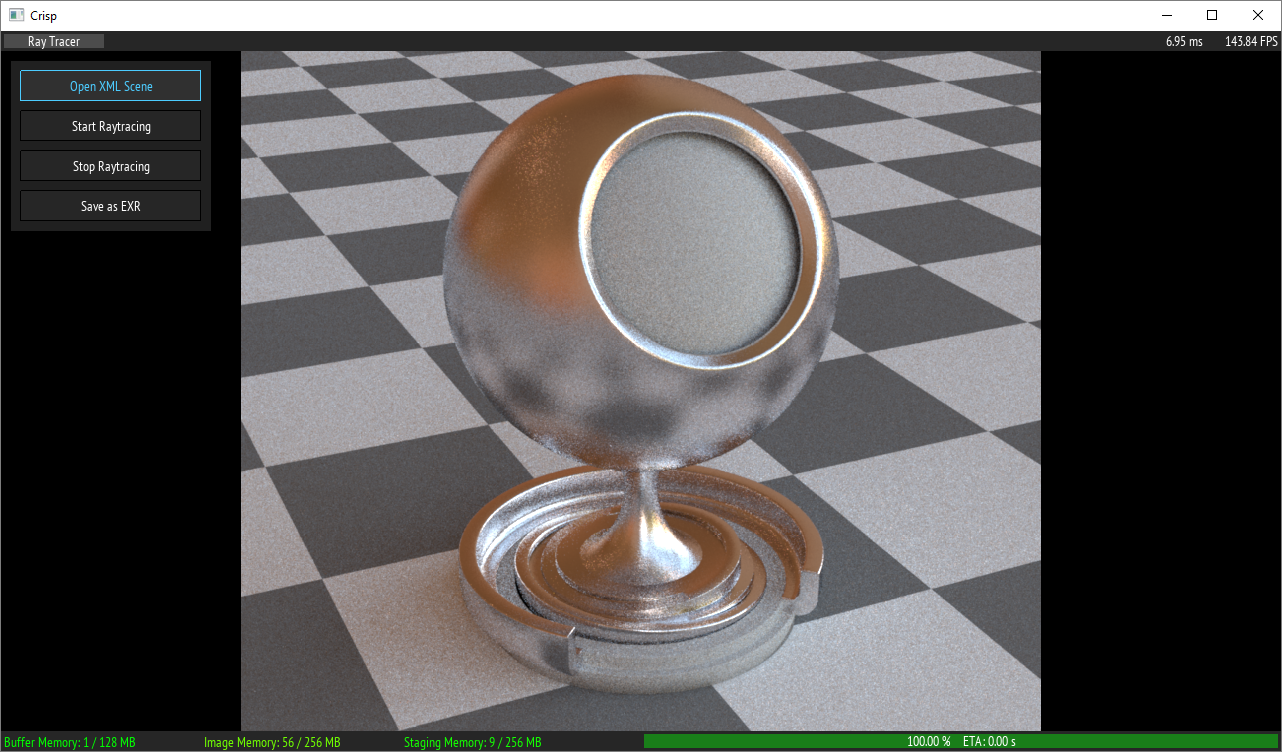 Crisp
Ray Tracer
6.95 ms 143.84 FPS
Open XML Scene
Start Raytracing
Stop Raytracing
Save as EXR
Buffer Memory: 1 / 128 MB Image Memory: 56 / 256 MB Staging Memory: 9 / 256 MB 100.00 % ETA: 0.00 s